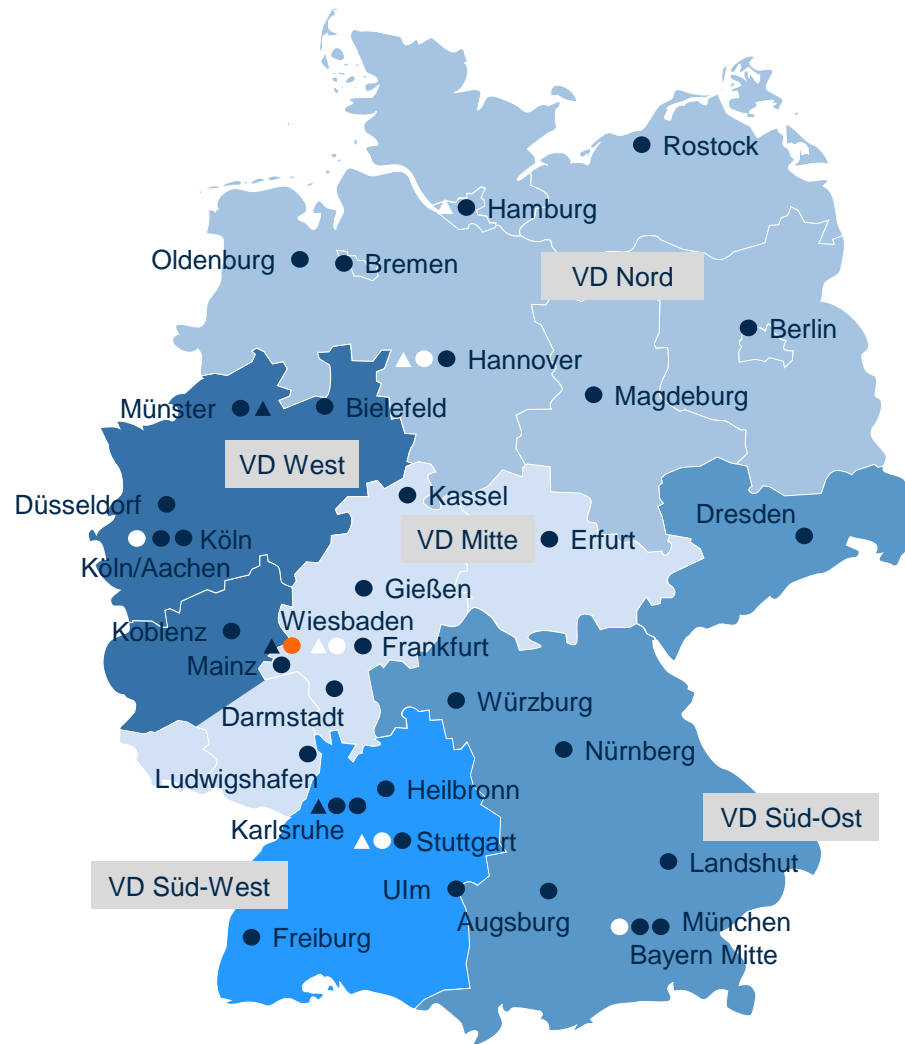 Rostock
Hamburg
Oldenburg
Bremen
VD Nord
Berlin
Hannover
Magdeburg
Münster
Bielefeld
VD West
Kassel
Düsseldorf
Dresden
Köln
VD Mitte
Erfurt
Köln/Aachen
Gießen
Wiesbaden
Koblenz
Frankfurt
Mainz
Würzburg
Darmstadt
Nürnberg
Ludwigshafen
Heilbronn
Karlsruhe
VD Süd-Ost
Stuttgart
Landshut
VD Süd-West
Ulm
Augsburg
München
Freiburg
Bayern Mitte